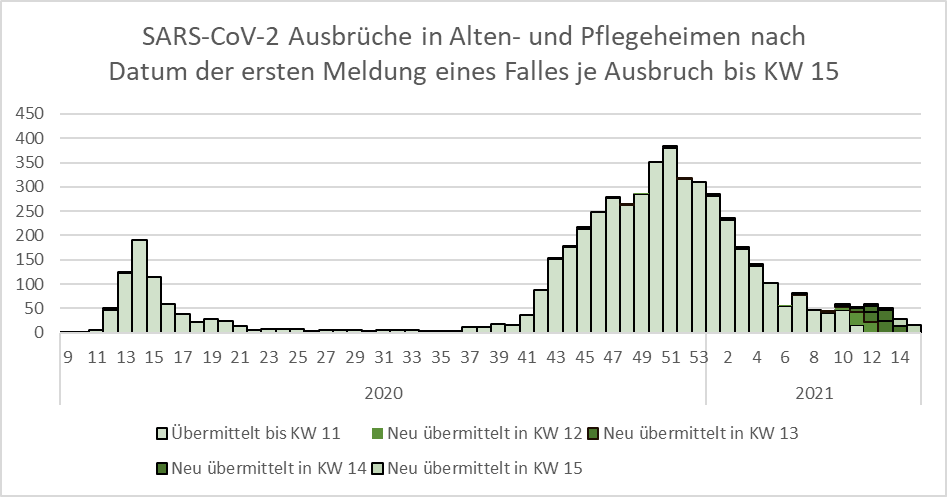 SARS-CoV-2 Ausbrüche in Alten- und Pflegeheimen nach
Datum der ersten Meldung eines Falles je Ausbruch bis KW 15
450
400
350
300
250
200
150
100
50
0
9 11 13 15 17 19 21 23 25 27 29 31 33 35 37 39 41 43 45 47 49 51 53 2 4 6 8 10 12 14
2020 2021
Übermittelt bis KW 11 Neu übermittelt in KW 12 Neu übermittelt in KW 13
Neu übermittelt in KW 14 Neu übermittelt in KW 15